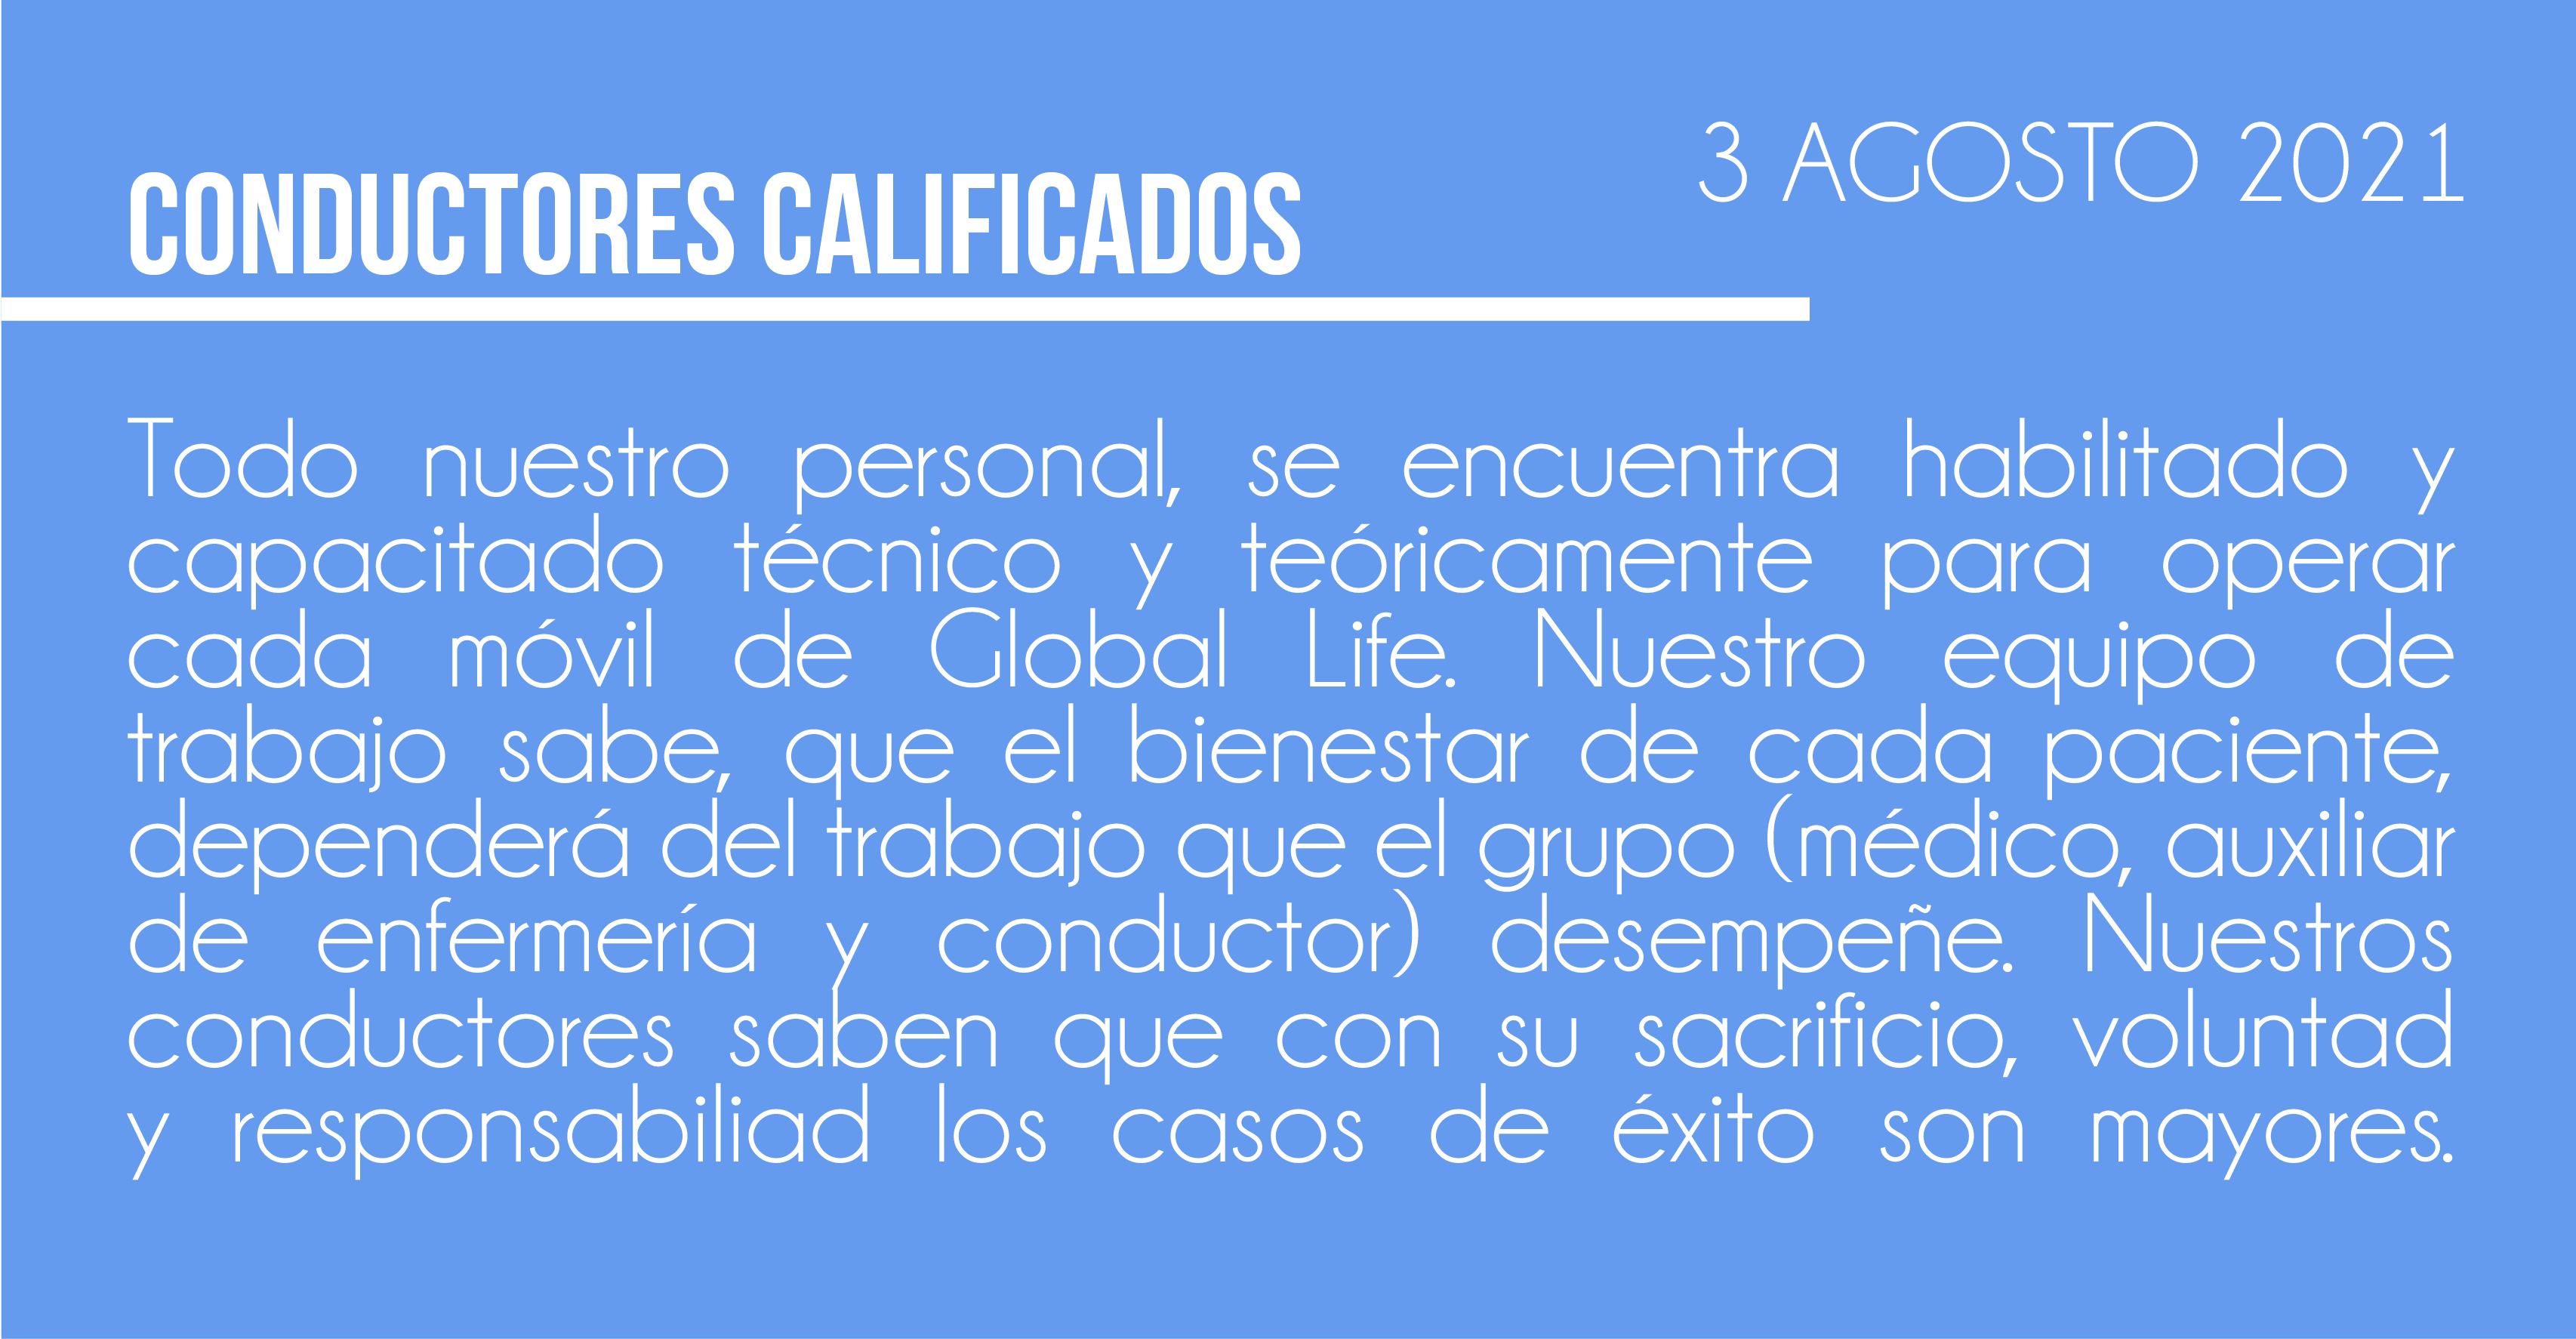 3 AGOSTO 2021
CONDUCTORES CALIFICADOS
Todo nuestro personal, se encuentra habilitado y
capacitado técnico y teóricamente para operar
cada móvil de Global Life. Nuestro equipo de
trabajo sabe, que el bienestar de cada paciente,
dependerá del trabajo que el grupo (médico, auxiliar
de enfermería y conductor) desempeñe. Nuestros
conductores saben que con su sacrificio, voluntad
y responsabiliad los casos de éxito son mayores.